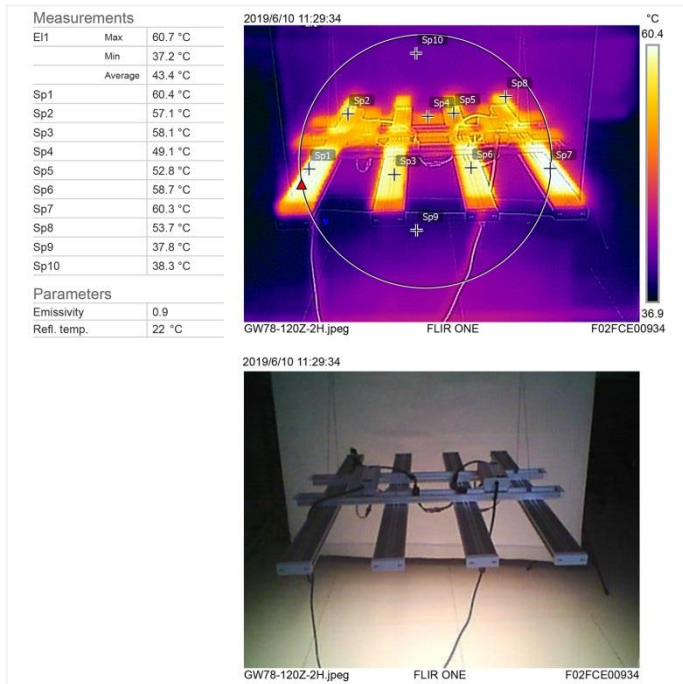 Measurements
El1 Max 60.7 °C
Min 37.2 °C
Average 43.4 °C
Sp1 60.4 °C
Sp2 57.1 °C
Sp3 58.1 °C
Sp4 49.1 °C
Sp5 52.8 °C
Sp6 58.7 °C
Sp7 60.3 °C
Sp8 53.7 °C
Sp9 37.8 °C
Sp10 38.3 °C
Parameters
Emissivity 0.9
Refl. temp. 22 °C
2019/6/10 11:29:34
°C
60.4
Sp10
Sp8
Sp2
Sp4
Sp5
Sp1
Sp3
Sp6
Sp7
Sp9
36.9
GW78-120Z-2H.jpeg FLIR ONE F02FCE00934
2019/6/10 11:29:34
GW78-120Z-2H.jpeg FLIR ONE F02FCE00934